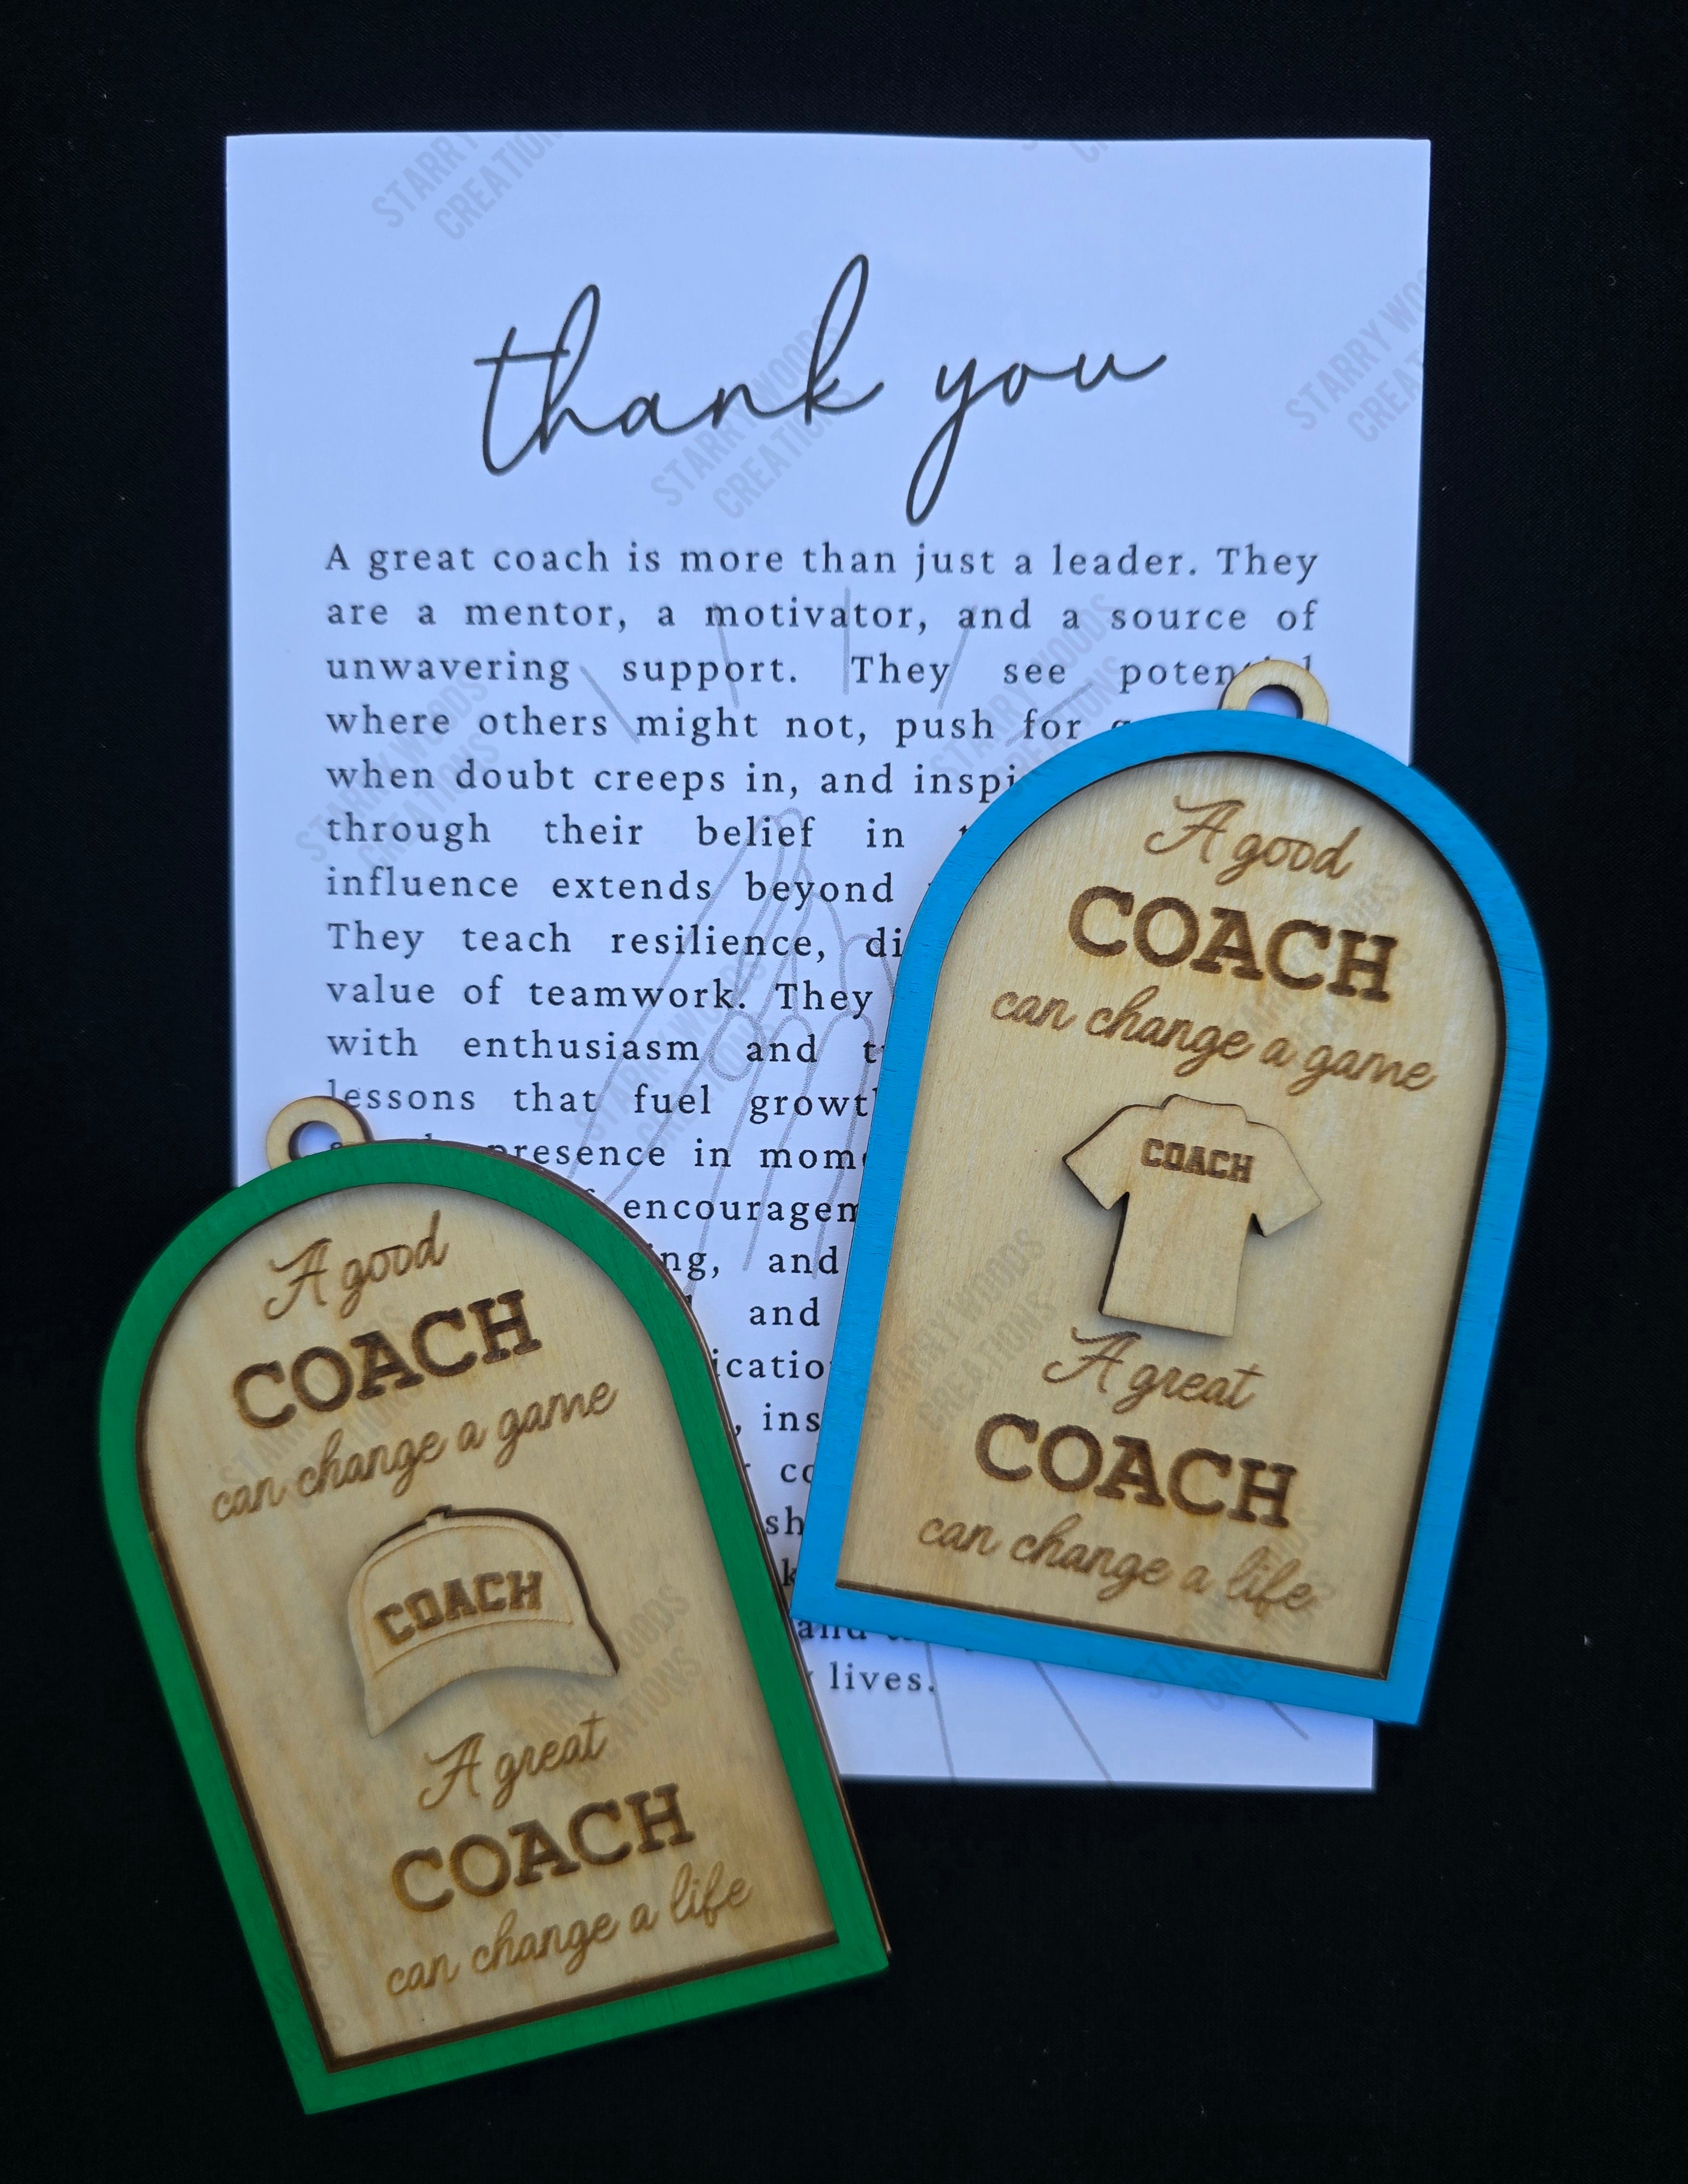 thank you
A great coach is more than just a leader. They
are a mentor, a motivator, and a source of
unwavering support. They see
where others might not, push for
when doubt creeps in, and
through their belief in
influence extends beyond
They teach resilience,
value of teamwork. They
with enthusiasm and
lessons that fuel
presence in
and
and
lives.
A good
COACH
can change a game
COACH
A great
COACH
can change a life
A good
COACH
can change a game
COACH
A great
COACH
can change a life
STARRY WOODS
CREATIONS